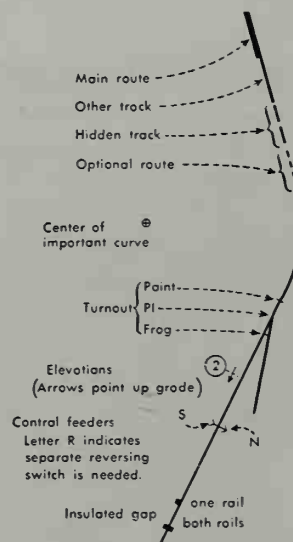 Main route
Other track
Hidden track
Optional route
Center of
important curve
Turnout
Point
PI
Frog
Elevations
(Arrows point up grade)
2
Control feeders
Letter R indicates
separate reversing
switch is needed.
S
N
Insulated gap
one rail
both rails